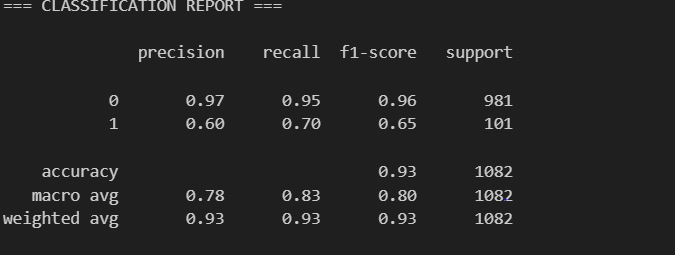 === CLASSIFICATION REPORT ===
precision recall f1-score support
0 0.97 0.95 0.96 981
1 0.60 0.70 0.65 101
accuracy 0.93 1082
macro avg 0.78 0.83 0.80 1082
weighted avg 0.93 0.93 0.93 1082